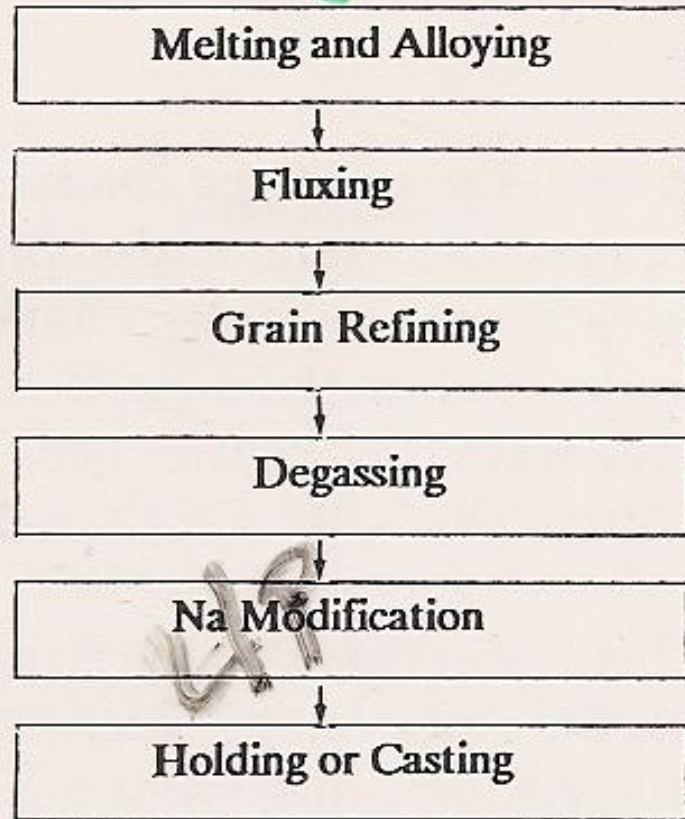 Melting and Alloying
Fluxing
Grain Refining
Degassing
Na Modification
Holding or Casting